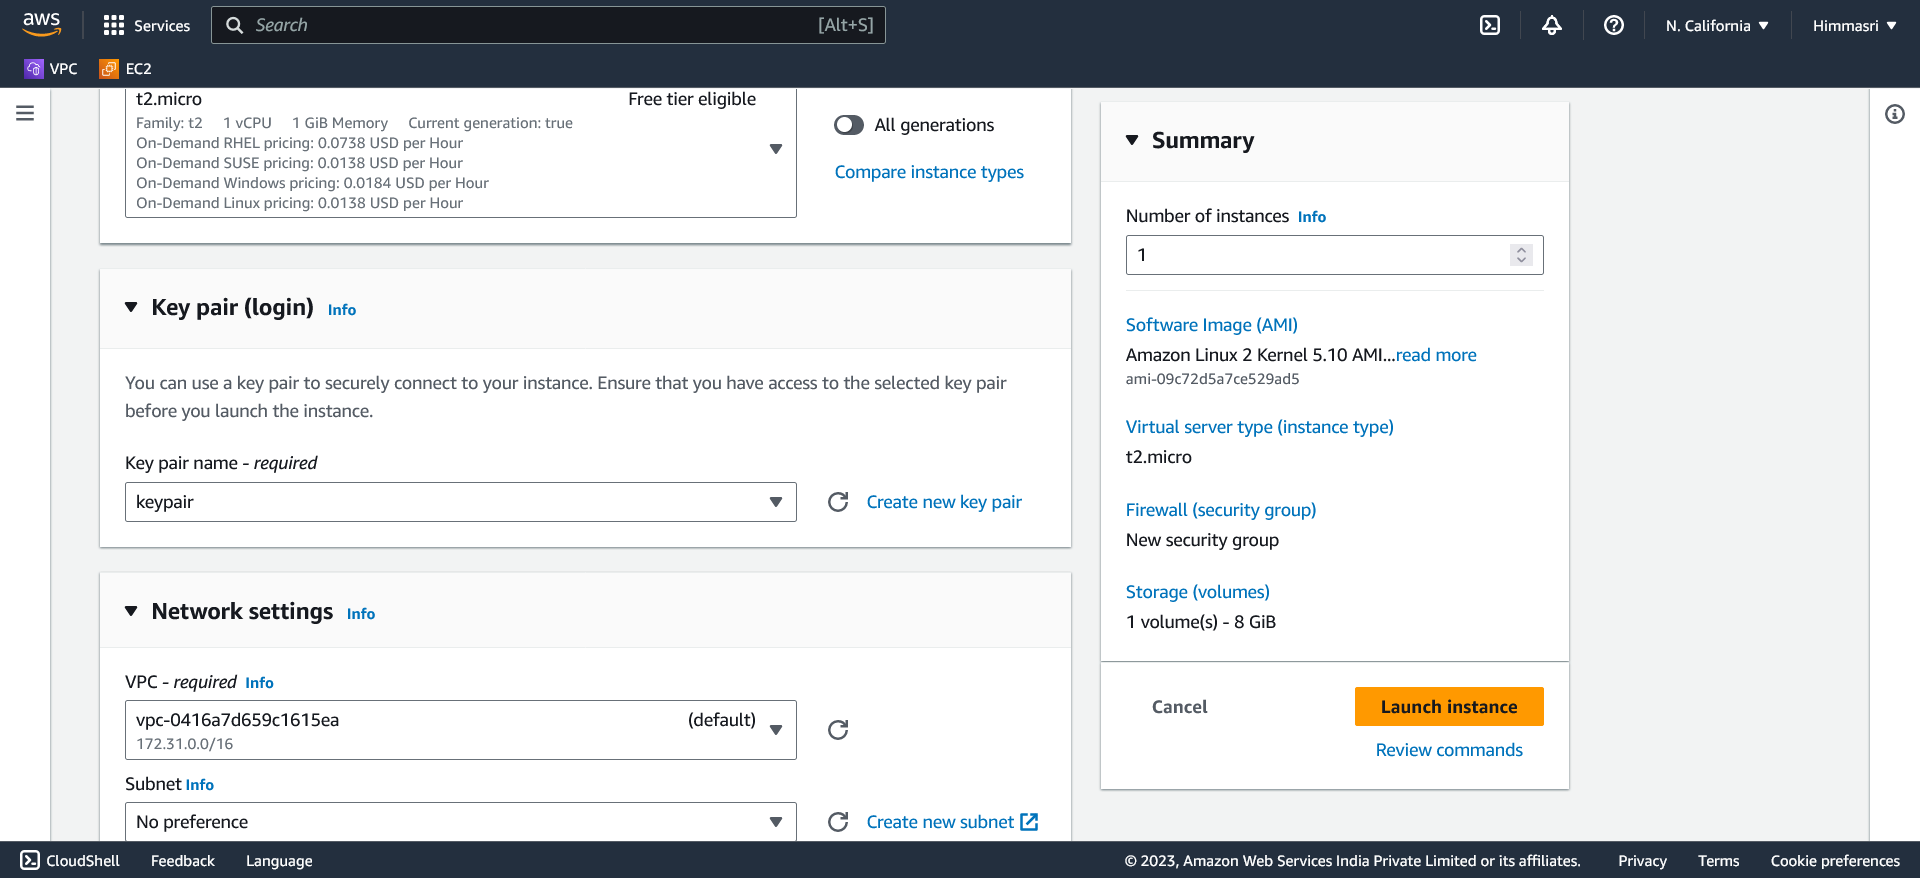 aws
Services
Search [Alt+S]
N. California
Himmasri
VPC
EC2
t2.micro Free tier eligible
Family: t2 1 vCPU 1 GiB Memory Current generation: true
On-Demand RHEL pricing: 0.0738 USD per Hour
On-Demand SUSE pricing: 0.0138 USD per Hour
On-Demand Windows pricing: 0.0184 USD per Hour
On-Demand Linux pricing: 0.0138 USD per Hour
All generations
Compare instance types
Key pair (login) Info
You can use a key pair to securely connect to your instance. Ensure that you have access to the selected key pair
before you launch the instance.
Key pair name - required
keypair
Create new key pair
Network settings Info
VPC - required Info
vpc-0416a7d659c1615ea (default)
172.31.0.0/16
Subnet Info
No preference
Create new subnet
Summary
Number of instances Info
1
Software Image (AMI)
Amazon Linux 2 Kernel 5.10 AMI...read more
ami-09c72d5a7ce529ad5
Virtual server type (instance type)
t2.micro
Firewall (security group)
New security group
Storage (volumes)
1 volume(s) - 8 GiB
Cancel
Launch instance
Review commands
CloudShell
Feedback
Language
© 2023, Amazon Web Services India Private Limited or its affiliates.
Privacy
Terms
Cookie preferences